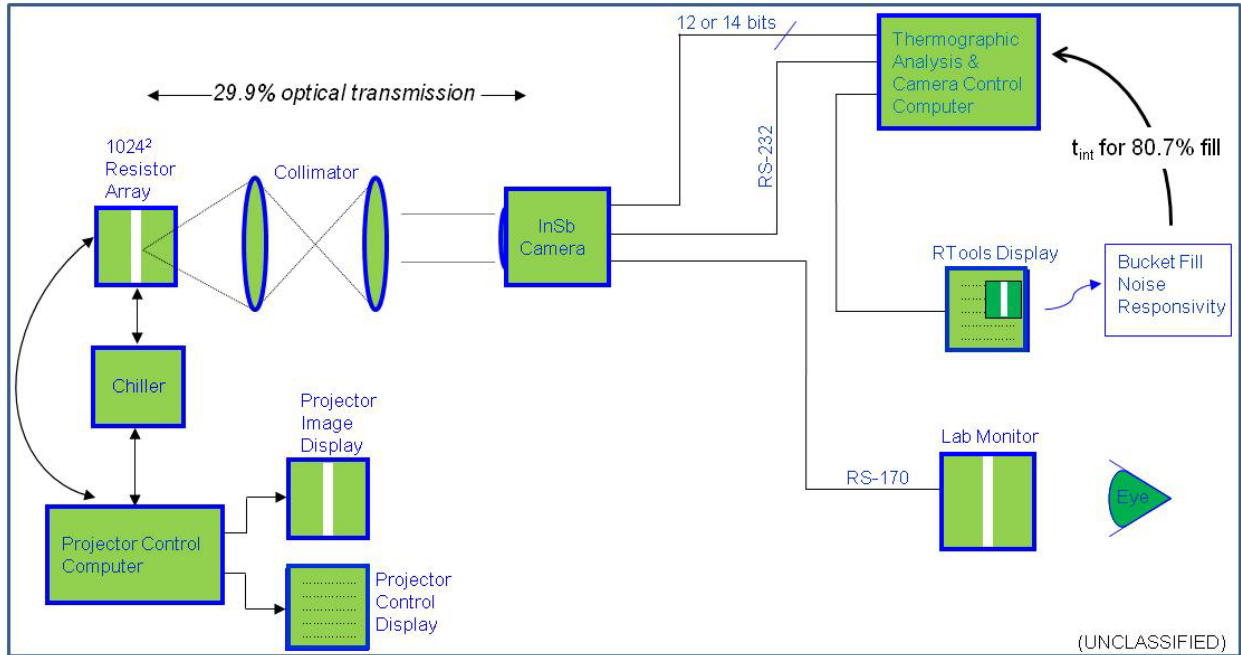 12 or 14 bits
Thermographic
Analysis &
Camera Control
Computer
29.9% optical transmission
t_int for 80.7% fill
1024²
Resistor
Array
Collimator
RS-232
InSb
Camera
RTools Display
Bucket Fill
Noise
Responsivity
Chiller
Projector
Image
Display
Lab Monitor
RS-170
Eye
Projector Control
Computer
Projector
Control
Display
(UNCLASSIFIED)